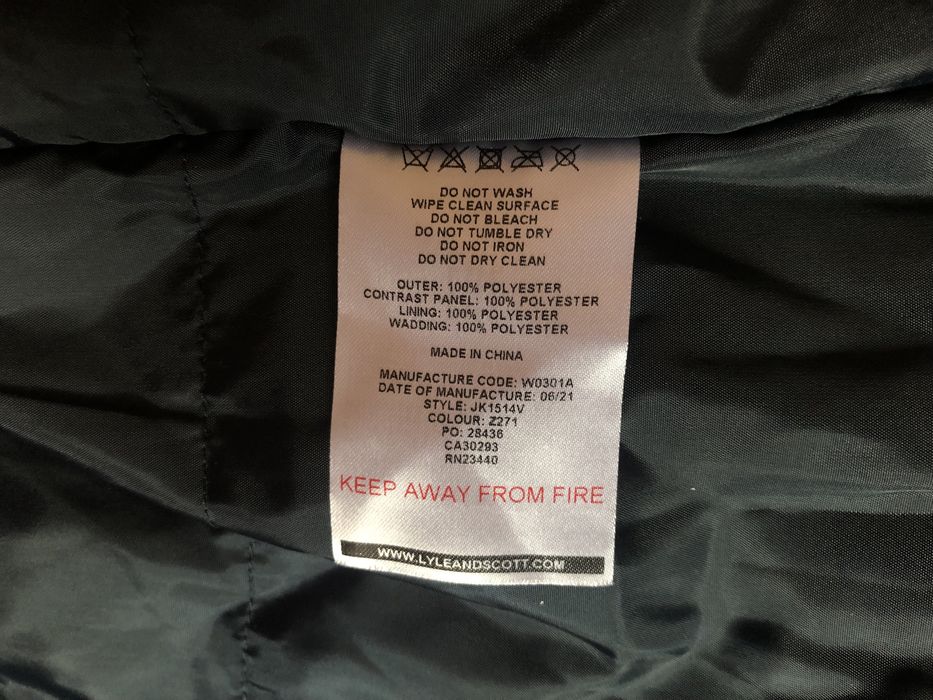 DO NOT WASH
WIPE CLEAN SURFACE
DO NOT BLEACH
DO NOT TUMBLE DRY
DO NOT IRON
DO NOT DRY CLEAN
OUTER: 100% POLYESTER
CONTRAST PANEL: 100% POLYESTER
LINING: 100% POLYESTER
WADDING: 100% POLYESTER
MADE IN CHINA
MANUFACTURE CODE: W0301A
DATE OF MANUFACTURE: 06/21
STYLE: JK1514V
COLOUR: Z271
PO: 28436
CA30293
RN23440
KEEP AWAY FROM FIRE
WWW.LYLEANDSCOTT.COM